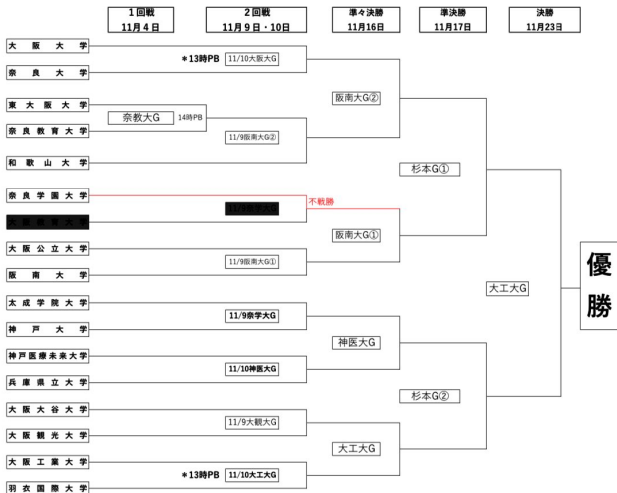 1回戦
11月4日
2回戦
11月9日・10日
準々決勝
11月16日
準決勝
11月17日
決勝
11月23日
大阪大学
*13時PB
11/10大阪大G
奈良大学
阪南大G②
東大阪大学
奈教大G
14時PB
奈良教育大学
11/9阪南大G②
和歌山大学
杉本G①
奈良学園大学
不戦勝
大阪公立大学
阪南大G①
11/9阪南大G①
阪南大学
優勝
大工大G
太成学院大学
11/9奈学大G
神戸大学
神医大G
神戸医療未来大学
11/10神医大G
兵庫県立大学
杉本G②
大阪大谷大学
11/9大観大G
大阪観光大学
大工大G
大阪工業大学
*13時PB
11/10大工大G
羽衣国際大学